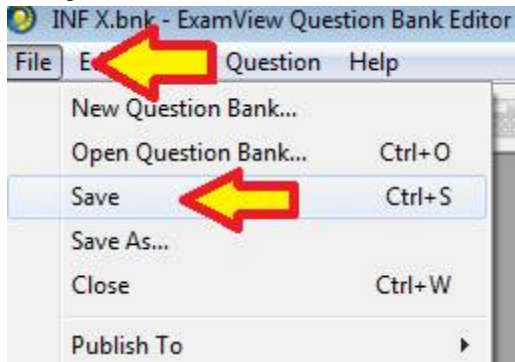 INF X.bnk - ExamView Question Bank Editor
File E Question Help
New Question Bank...
Open Question Bank... Ctrl+O
Save Ctrl+S
Save As...
Close Ctrl+W
Publish To